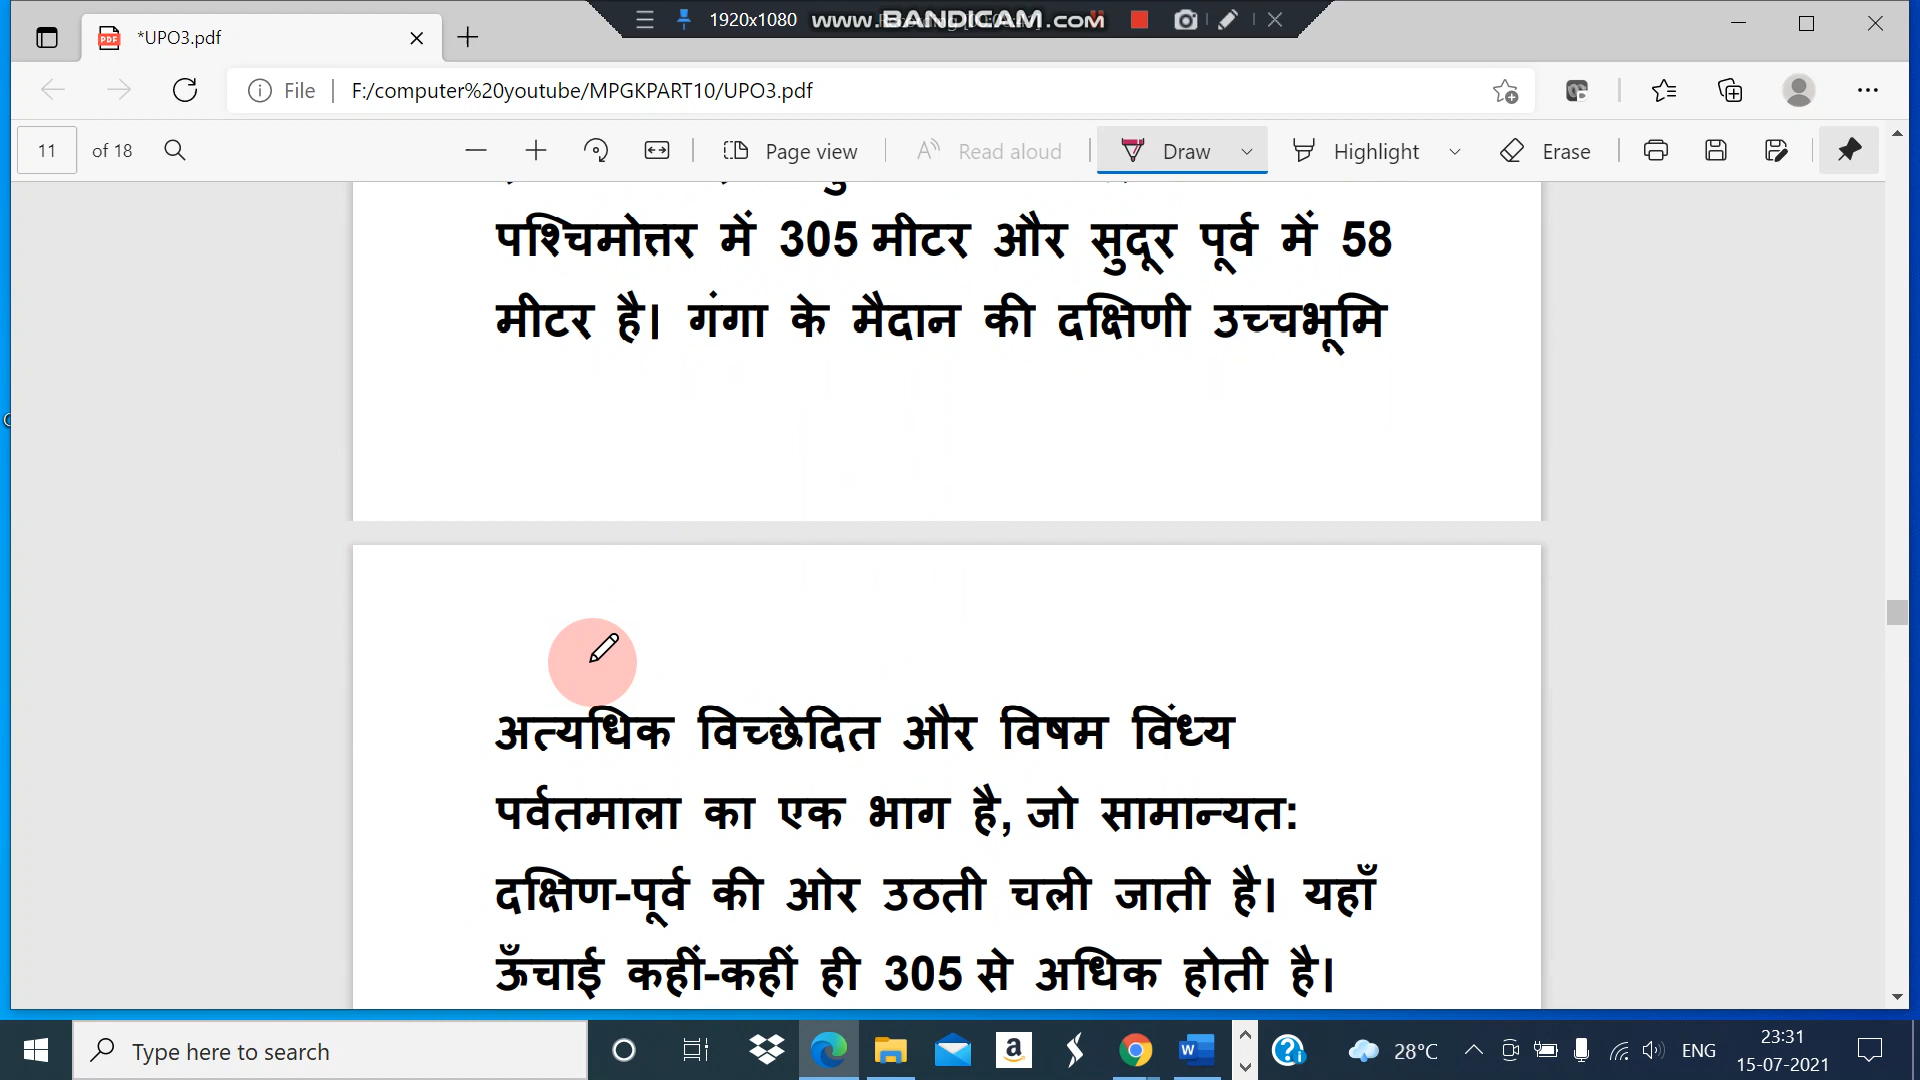 1920x1080 www.BANDICAM.com
*UPO3.pdf
File F:/computer%20youtube/MPGKPART10/UPO3.pdf
11 of 18 Page view Read aloud Draw Highlight Erase
पश्चिमोत्तर में 305 मीटर और सुदूर पूर्व में 58
मीटर है। गंगा के मैदान की दक्षिणी उच्चभूमि
अत्यधिक विच्छेदित और विषम विंध्य
पर्वतमाला का एक भाग है, जो सामान्यत:
दक्षिण-पूर्व की ओर उठती चली जाती है। यहाँ
ऊँचाई कहीं-कहीं ही 305 से अधिक होती है।
Type here to search 28°C ENG 23:31
15-07-2021